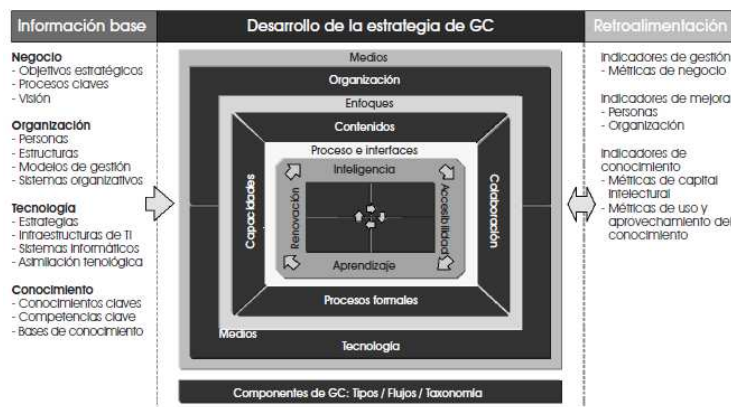 Información base
Desarrollo de la estrategia de GC
Retroalimentación
Negocio
- Objetivos estratégicos
- Procesos claves
- Visión
Organización
- Personas
- Estructuras
- Modelos de gestión
- Sistemas organizativos
Tecnología
- Estrategias
- Infraestructuras de TI
- Sistemas informáticos
- Asimilación tenológica
Conocimiento
- Conocimientos claves
- Competencias clave
- Bases de conocimiento
Medios
Organización
Enfoques
Contenidos
Proceso e interfaces
Inteligencia
Capacidades
Renovación
Accesibilidad
Colaboración
Aprendizaje
Procesos formales
Medios
Tecnología
Componentes de GC: Tipos / Flujos / Taxonomia
Indicadores de gestión
- Métricas de negocio
Indicadores de mejora
- Personas
- Organización
Indicadores de
conocimiento
- Métricas de capital
intelectual
- Métricas de uso y
aprovechamiento del
conocimiento